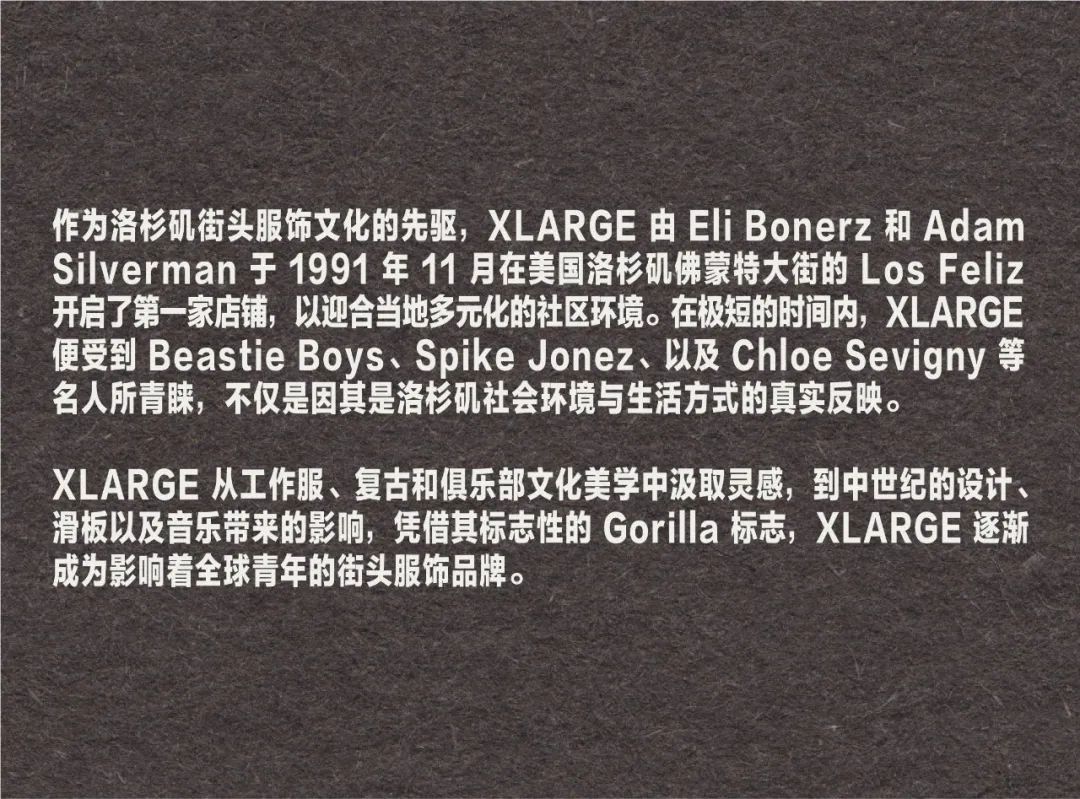 作为洛杉矶街头服饰文化的先驱，XLARGE 由 Eli Bonerz 和 Adam
Silverman 于 1991 年 11 月在美国洛杉矶佛蒙特大街的 Los Feliz
开启了第一家店铺，以迎合当地多元化的社区环境。在极短的时间内，XLARGE
便受到 Beastie Boys、Spike Jonez、以及 Chloe Sevigny 等
名人所青睐，不仅是因其是洛杉矶社会环境与生活方式的真实反映。
XLARGE 从工作服、复古和俱乐部文化美学中汲取灵感，到中世纪的设计、
滑板以及音乐带来的影响，凭借其标志性的 Gorilla 标志，XLARGE 逐渐
成为影响着全球青年的街头服饰品牌。